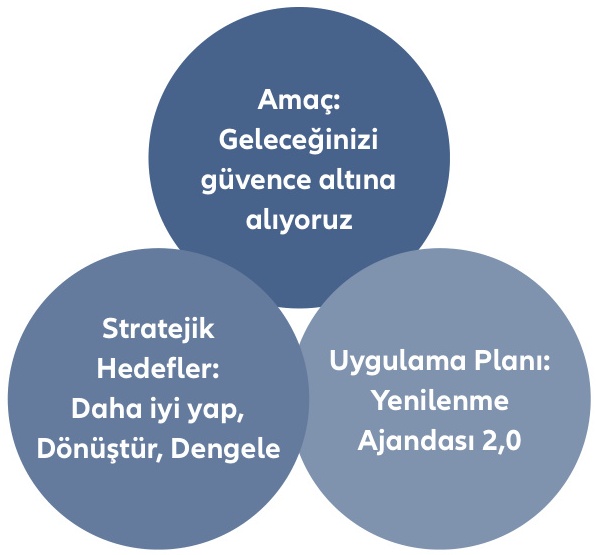 Amaç:
Geleceğinizi
güvence altına
alıyoruz
Stratejik
Hedefler:
Daha iyi yap,
Dönüştür, Dengele
Uygulama Planı:
Yenilenme
Ajandası 2,0